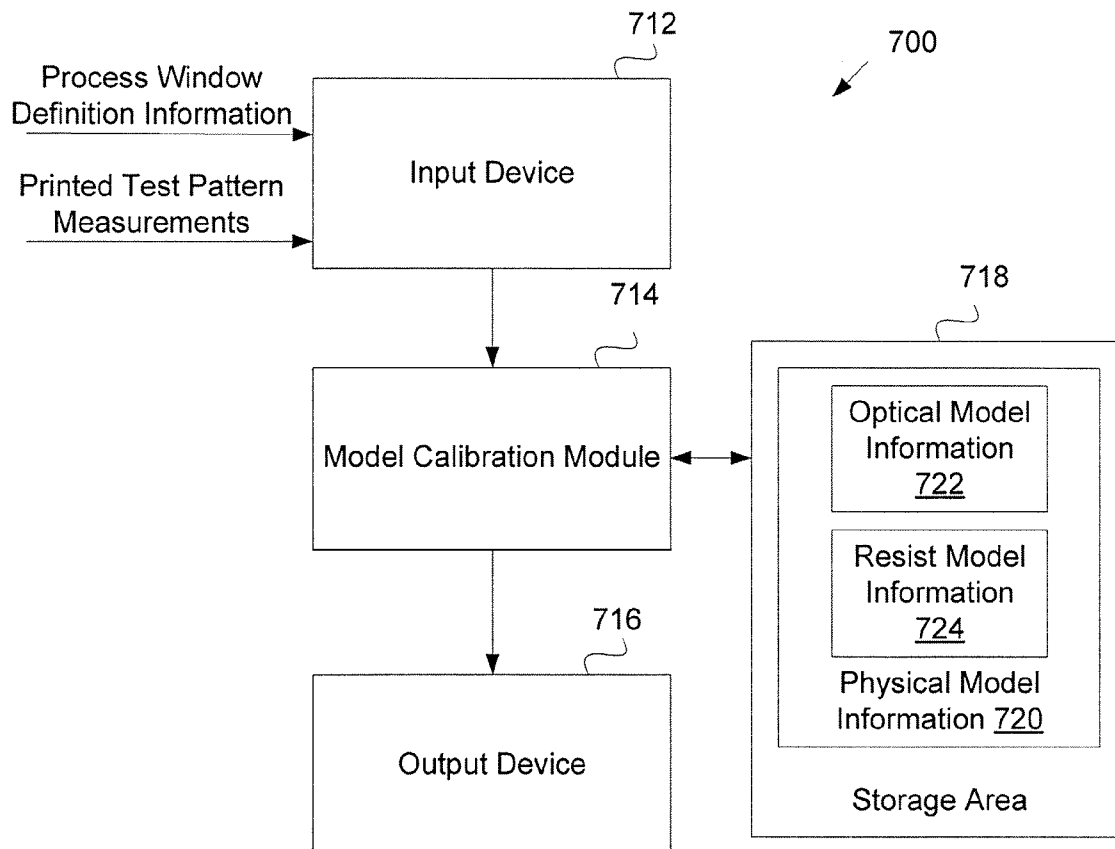 712
700
Process Window
Definition Information
Input Device
Printed Test Pattern
Measurements
714
718
Model Calibration Module
Optical Model
Information
722
Resist Model
Information
724
Physical Model
Information 720
716
Output Device
Storage Area